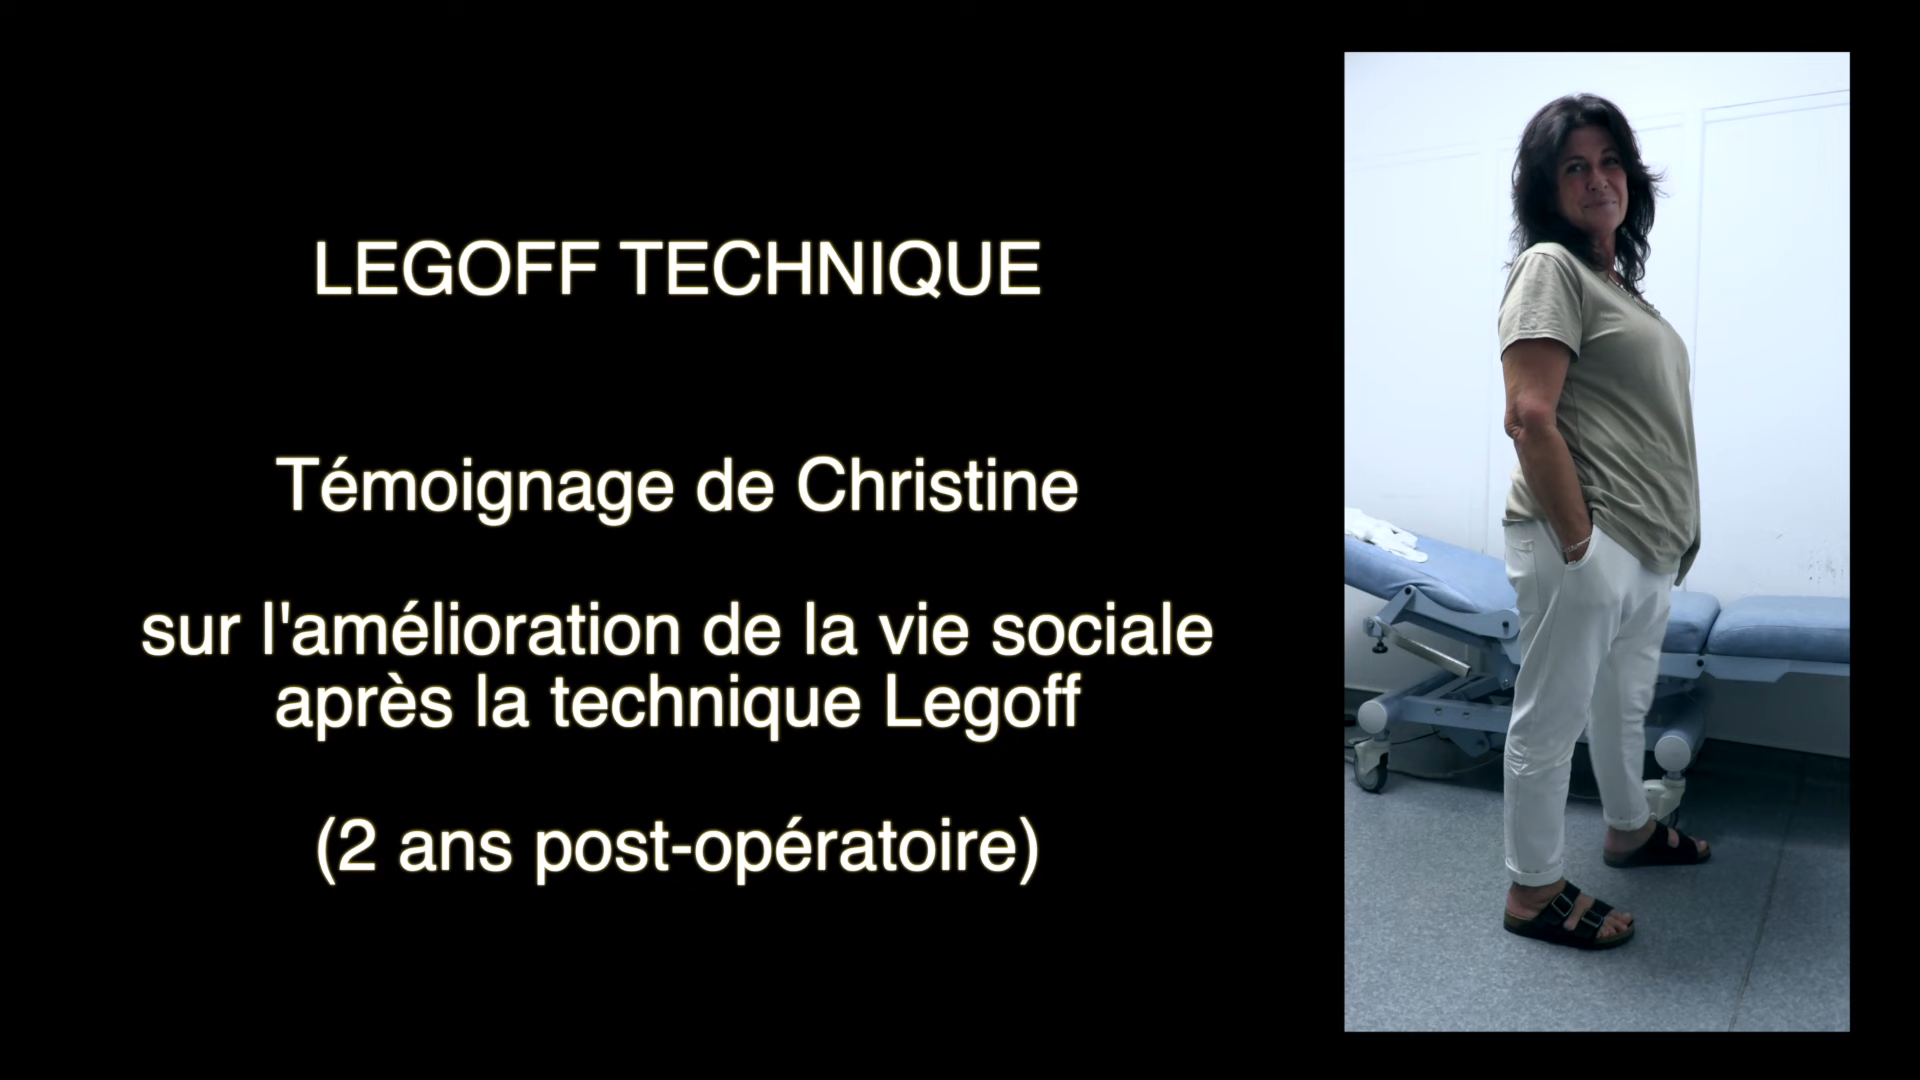 LEGOFF TECHNIQUE
Témoignage de Christine
sur l'amélioration de la vie sociale
après la technique Legoff
(2 ans post-opératoire)